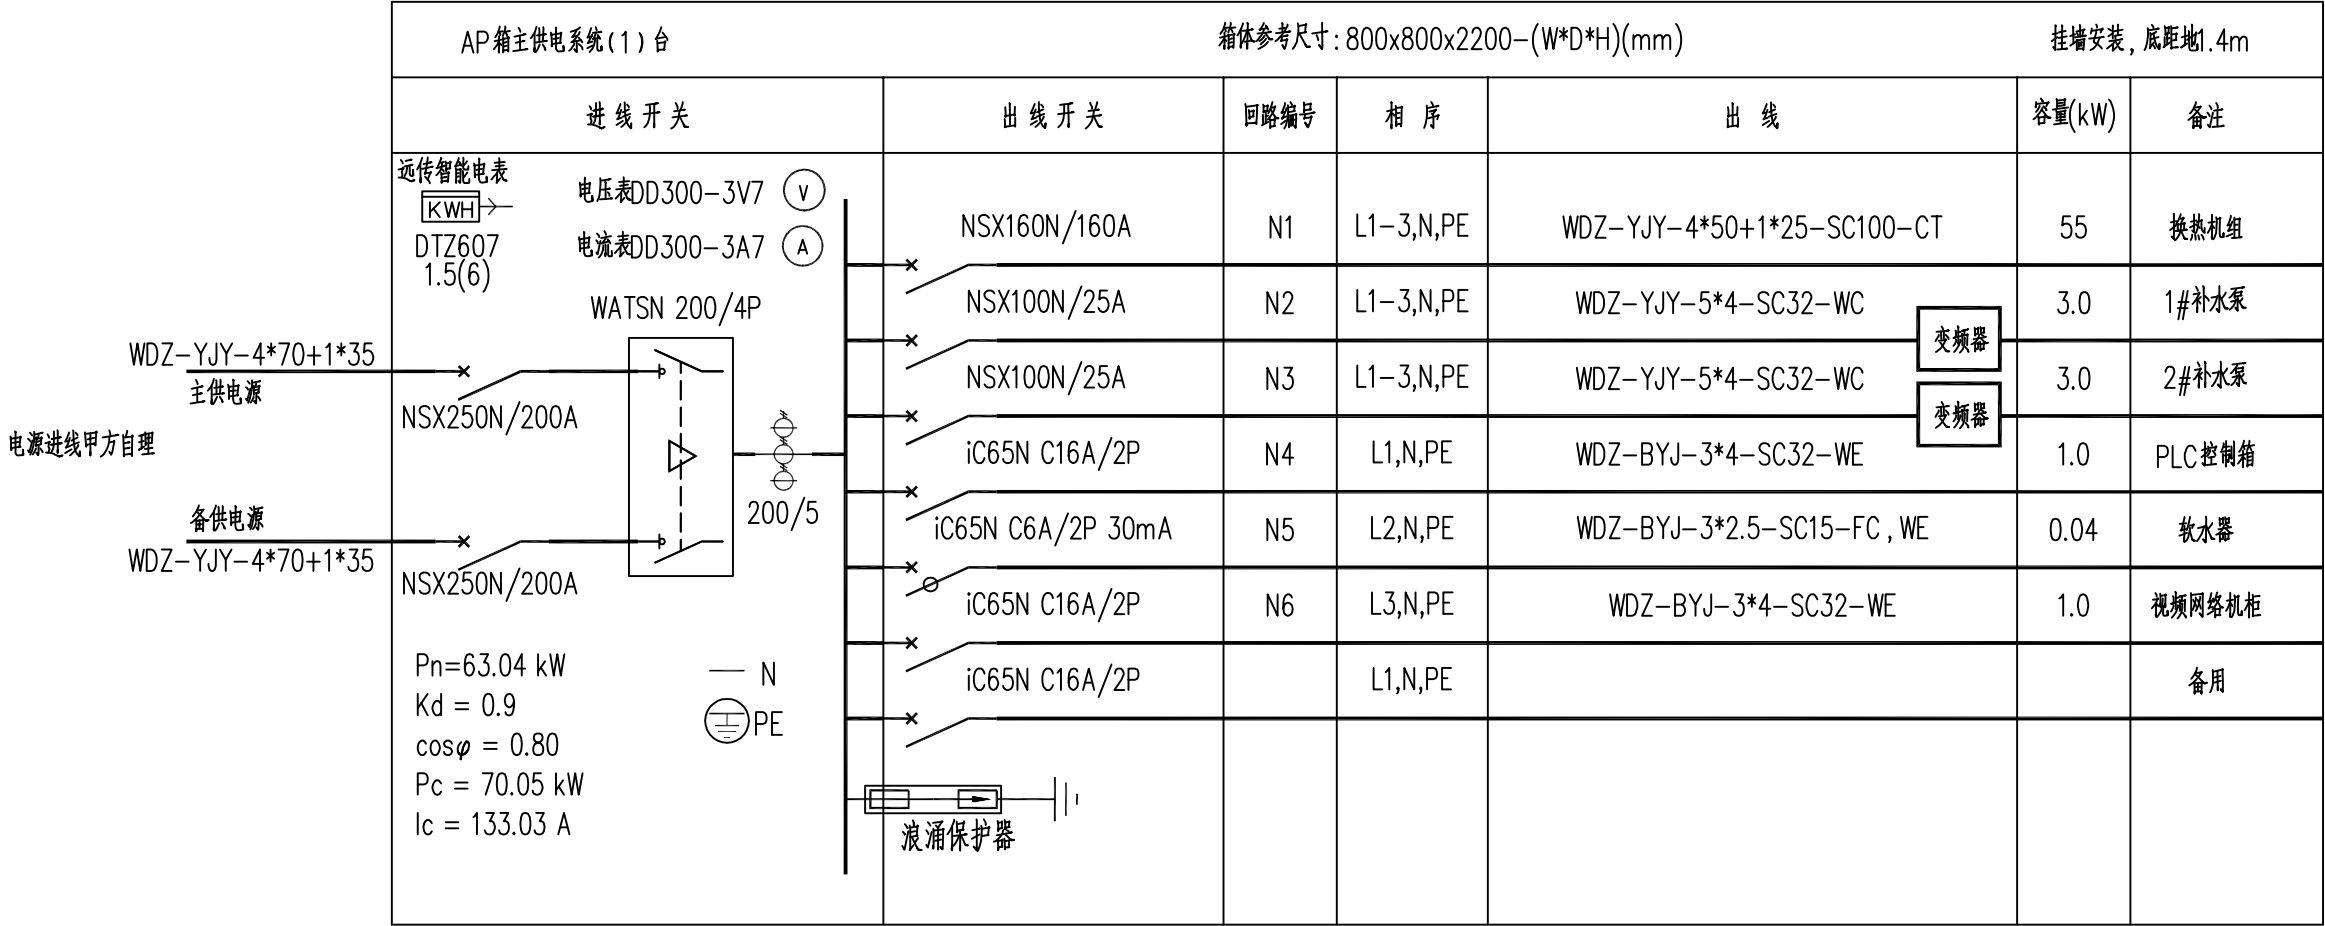 AP箱主供电系统(1)台
箱体参考尺寸:800x800x2200-(W*D*H)(mm)
挂墙安装,底距地1.4m
进线开关
出线开关
回路编号
相序
出线
容量(kW)
备注
远传智能电表
KWH
DTZ607
1.5(6)
电压表DD300-3V7
V
电流表DD300-3A7
A
WATSN 200/4P
WDZ-YJY-4*70+1*35
主供电源
NSX250N/200A
电源进线甲方自理
200/5
备供电源
WDZ-YJY-4*70+1*35
NSX250N/200A
Pn=63.04 kW
Kd = 0.9
cosφ = 0.80
Pc = 70.05 kW
Ic = 133.03 A
N
PE
NSX160N/160A
N1
L1-3,N,PE
WDZ-YJY-4*50+1*25-SC100-CT
55
换热机组
NSX100N/25A
N2
L1-3,N,PE
WDZ-YJY-5*4-SC32-WC
变频器
3.0
1#补水泵
NSX100N/25A
N3
L1-3,N,PE
WDZ-YJY-5*4-SC32-WC
变频器
3.0
2#补水泵
iC65N C16A/2P
N4
L1,N,PE
WDZ-BYJ-3*4-SC32-WE
1.0
PLC控制箱
iC65N C6A/2P 30mA
N5
L2,N,PE
WDZ-BYJ-3*2.5-SC15-FC,WE
0.04
软水器
iC65N C16A/2P
N6
L3,N,PE
WDZ-BYJ-3*4-SC32-WE
1.0
视频网络机柜
iC65N C16A/2P
L1,N,PE
备用
浪涌保护器